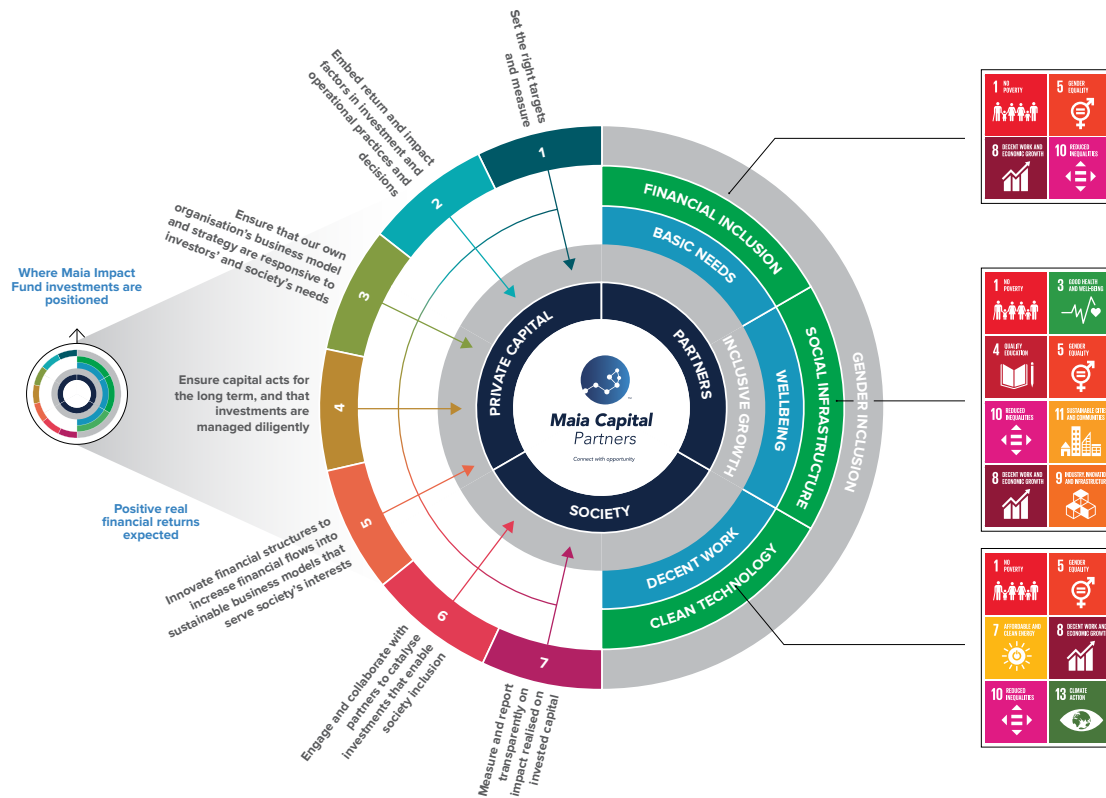 Set the right targets
and measure
Embed return and impact
factors in investment and
operational practices and
decisions
Ensure that our own
organisation's business model
and strategy are responsive to
investors' and society's needs
Ensure capital acts for
the long term, and that
investments are
managed diligently
Innovate financial structures to
increase financial flows into
sustainable business models that
serve society's interests
Engage and collaborate with
partners to catalyse
investments that enable
society inclusion
Measure and report
transparently on
impact realised on
invested capital
Where Maia Impact
Fund investments are
positioned
Positive real
financial returns
expected
1
2
3
4
5
6
7
PRIVATE CAPITAL
PARTNERS
SOCIETY
Maia Capital
Partners
Connect with opportunity
INCLUSIVE GROWTH
BASIC NEEDS
WELLBEING
DECENT WORK
FINANCIAL INCLUSION
SOCIAL INFRASTRUCTURE
CLEAN TECHNOLOGY
GENDER INCLUSION
1 NO
POVERTY
5 GENDER
EQUALITY
8 DECENT WORK AND
ECONOMIC GROWTH
10 REDUCED
INEQUALITIES
1 NO
POVERTY
3 GOOD HEALTH
AND WELL-BEING
4 QUALITY
EDUCATION
5 GENDER
EQUALITY
10 REDUCED
INEQUALITIES
11 SUSTAINABLE CITIES
AND COMMUNITIES
8 DECENT WORK AND
ECONOMIC GROWTH
9 INDUSTRY, INNOVATION
AND INFRASTRUCTURE
1 NO
POVERTY
5 GENDER
EQUALITY
7 AFFORDABLE AND
CLEAN ENERGY
8 DECENT WORK AND
ECONOMIC GROWTH
10 REDUCED
INEQUALITIES
13 CLIMATE
ACTION